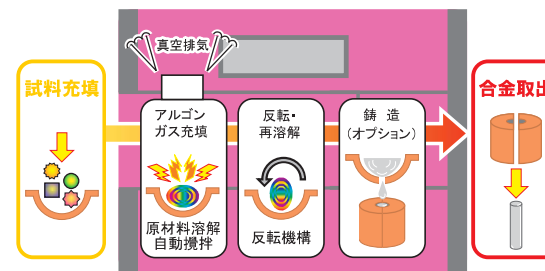 真空排気
試料充填
アルゴン
ガス充填
原材料溶解
自動攪拌
反転・
再溶解
反転機構
鋳造
(オプション)
合金取出